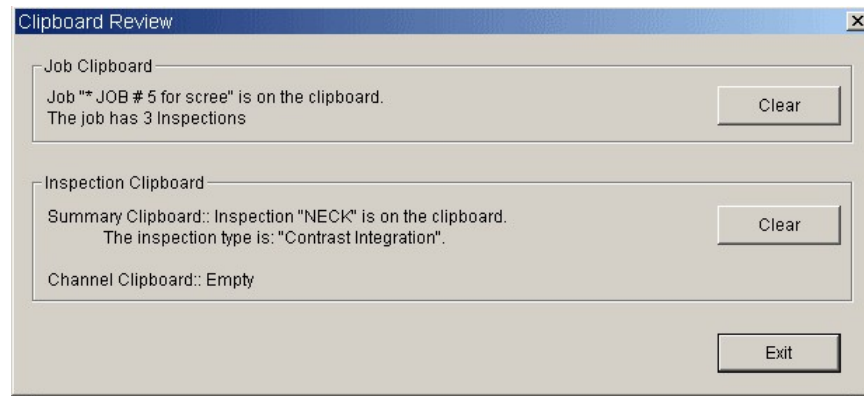 Clipboard Review
Job Clipboard
Job "* JOB # 5 for scree" is on the clipboard.
The job has 3 Inspections
Clear
Inspection Clipboard
Summary Clipboard:: Inspection "NECK" is on the clipboard.
The inspection type is: "Contrast Integration".
Clear
Channel Clipboard:: Empty
Exit